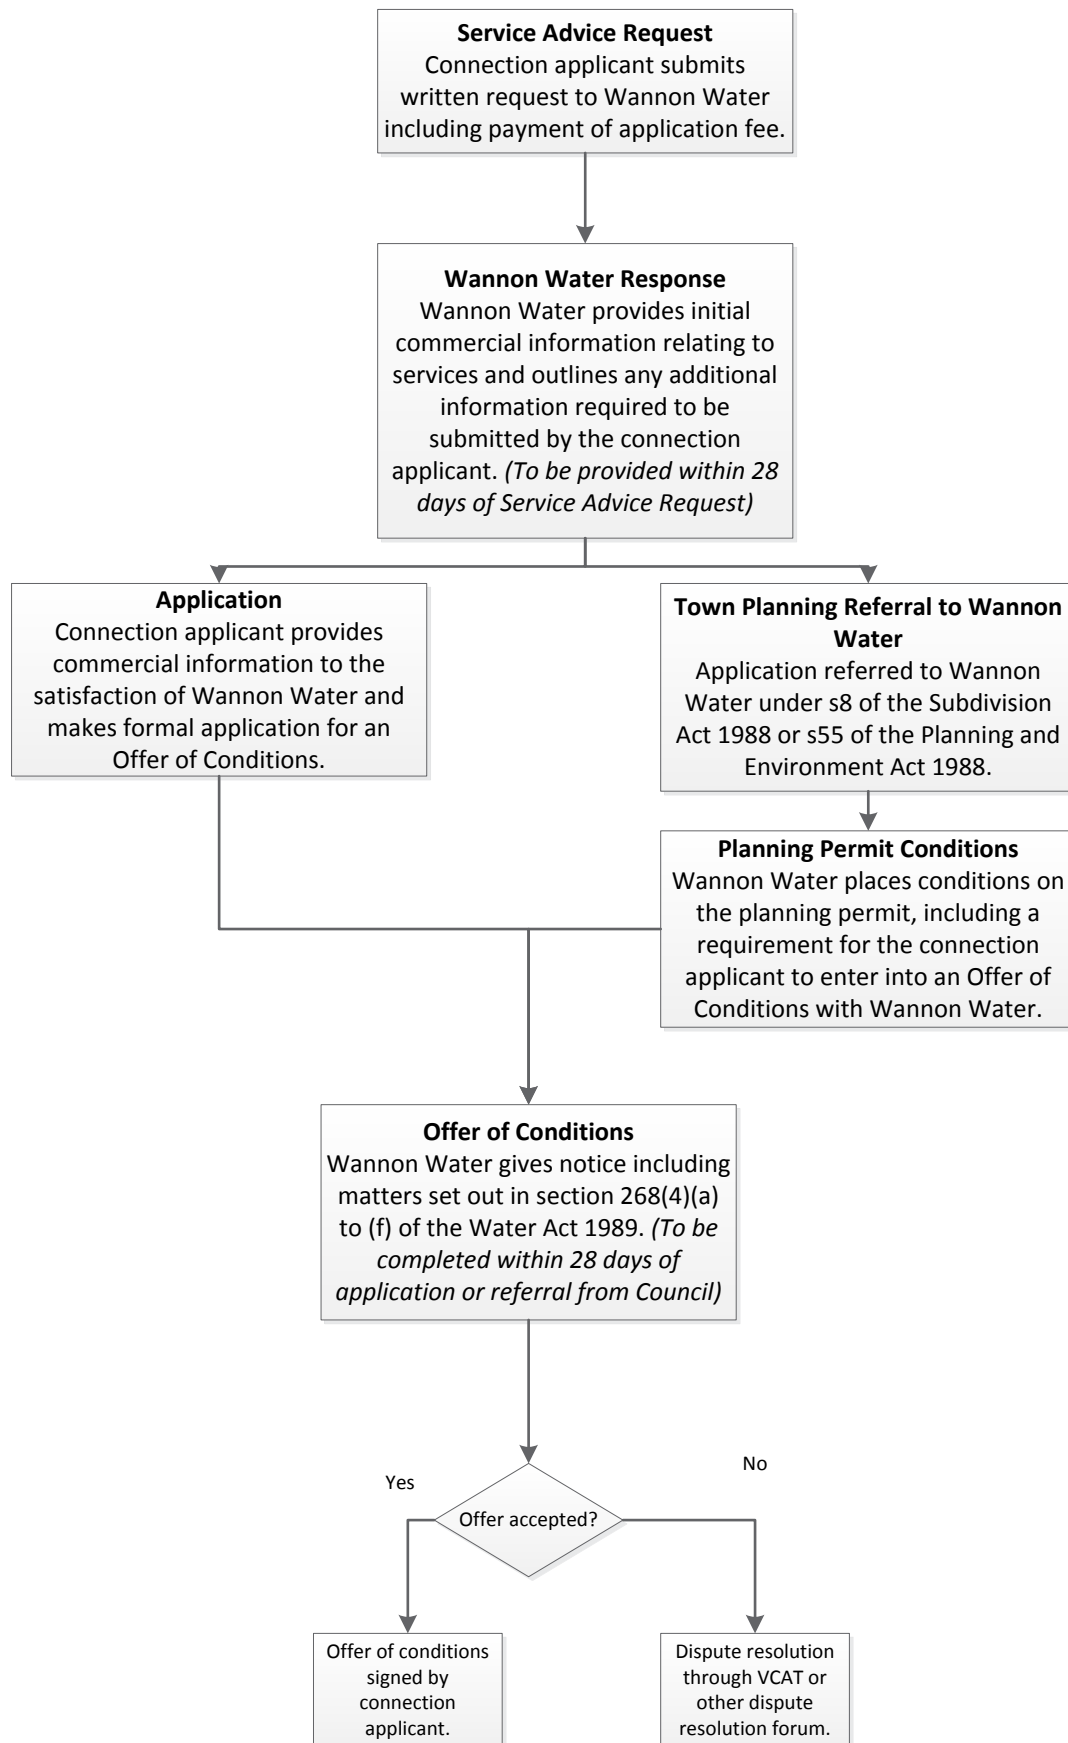 Service Advice Request
Connection applicant submits
written request to Wannon Water
including payment of application fee.
Wannon Water Response
Wannon Water provides initial
commercial information relating to
services and outlines any additional
information required to be
submitted by the connection
applicant. (To be provided within 28
days of Service Advice Request)
Application
Connection applicant provides
commercial information to the
satisfaction of Wannon Water and
makes formal application for an
Offer of Conditions.
Town Planning Referral to Wannon
Water
Application referred to Wannon
Water under s8 of the Subdivision
Act 1988 or s55 of the Planning and
Environment Act 1988.
Planning Permit Conditions
Wannon Water places conditions on
the planning permit, including a
requirement for the connection
applicant to enter into an Offer of
Conditions with Wannon Water.
Offer of Conditions
Wannon Water gives notice including
matters set out in section 268(4)(a)
to (f) of the Water Act 1989. (To be
completed within 28 days of
application or referral from Council)
Yes
No
Offer accepted?
Offer of conditions
signed by
connection
applicant.
Dispute resolution
through VCAT or
other dispute
resolution forum.